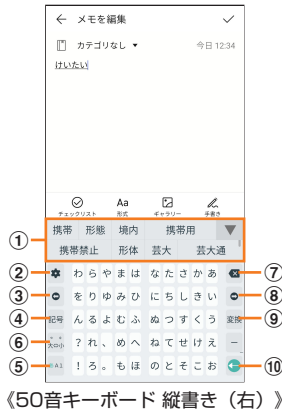 ← メモを編集 ✓
カテゴリなし ▼ 今日 12:34
けいたい
チェックリスト Aa 形式 ギャラリー 手書き
① 携帯 形態 境内 携帯用 ▼
携帯禁止 形体 芸大 芸大通
② わ ら や ま は な た さ か あ ⑦
③ を り ゆ み ひ に ち し き い ⑧
④ 記号 ん る よ む ふ ぬ つ す く う 変換 ⑨
⑥ 大⇔小 ? れ 、 め へ ね て せ け え ー
⑤ あA1 ! ろ 。 も ほ の と そ こ お ⑩
《50音キーボード 縦書き（右）》